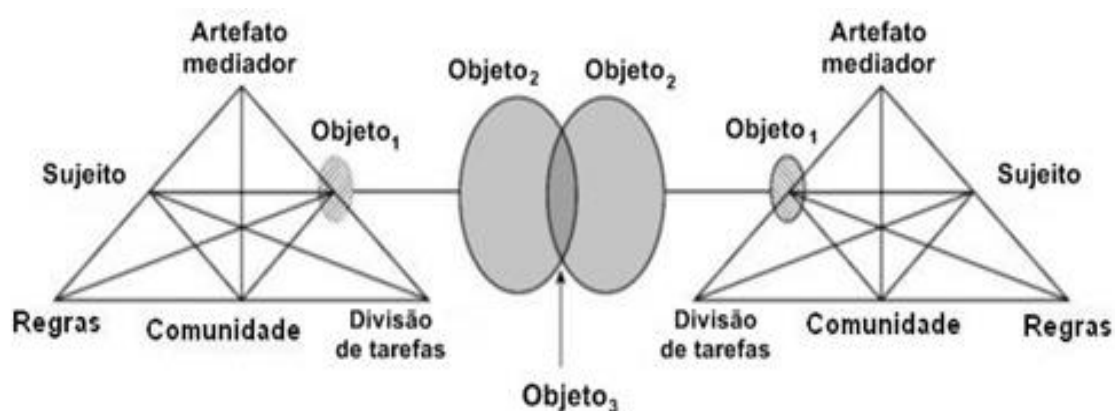 Artefato
mediador
Objeto₂
Objeto₂
Artefato
mediador
Objeto₁
Objeto₁
Sujeito
Sujeito
Regras
Comunidade
Divisão
de tarefas
Divisão
de tarefas
Comunidade
Regras
Objeto₃